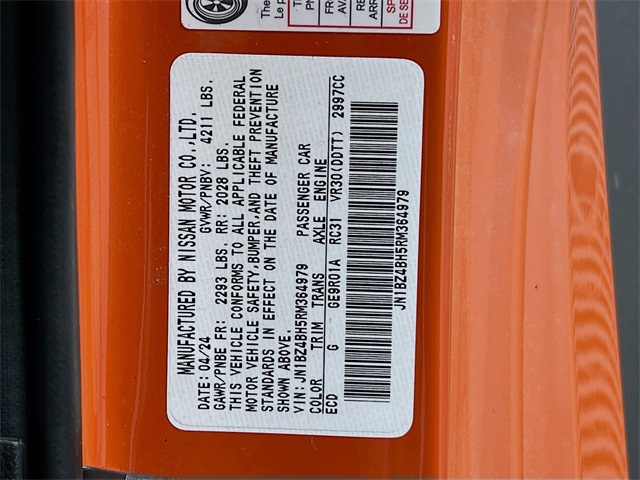 The
Le p
MANUFACTURED BY NISSAN MOTOR CO.,LTD.
DATE: 04/24 GVWR/PNBV: 4211 LBS.
GAWR/PNBE FR: 2293 LBS. RR: 2028 LBS.
THIS VEHICLE CONFORMS TO ALL APPLICABLE FEDERAL
MOTOR VEHICLE SAFETY,BUMPER,AND THEFT PREVENTION
STANDARDS IN EFFECT ON THE DATE OF MANUFACTURE
SHOWN ABOVE.
VIN: JN1BZ4BH5RM364979 PASSENGER CAR
COLOR TRIM TRANS AXLE ENGINE
ECD G GE9R01A RC31 VR30(DDTT) 2997CC
JN1BZ4BH5RM364979